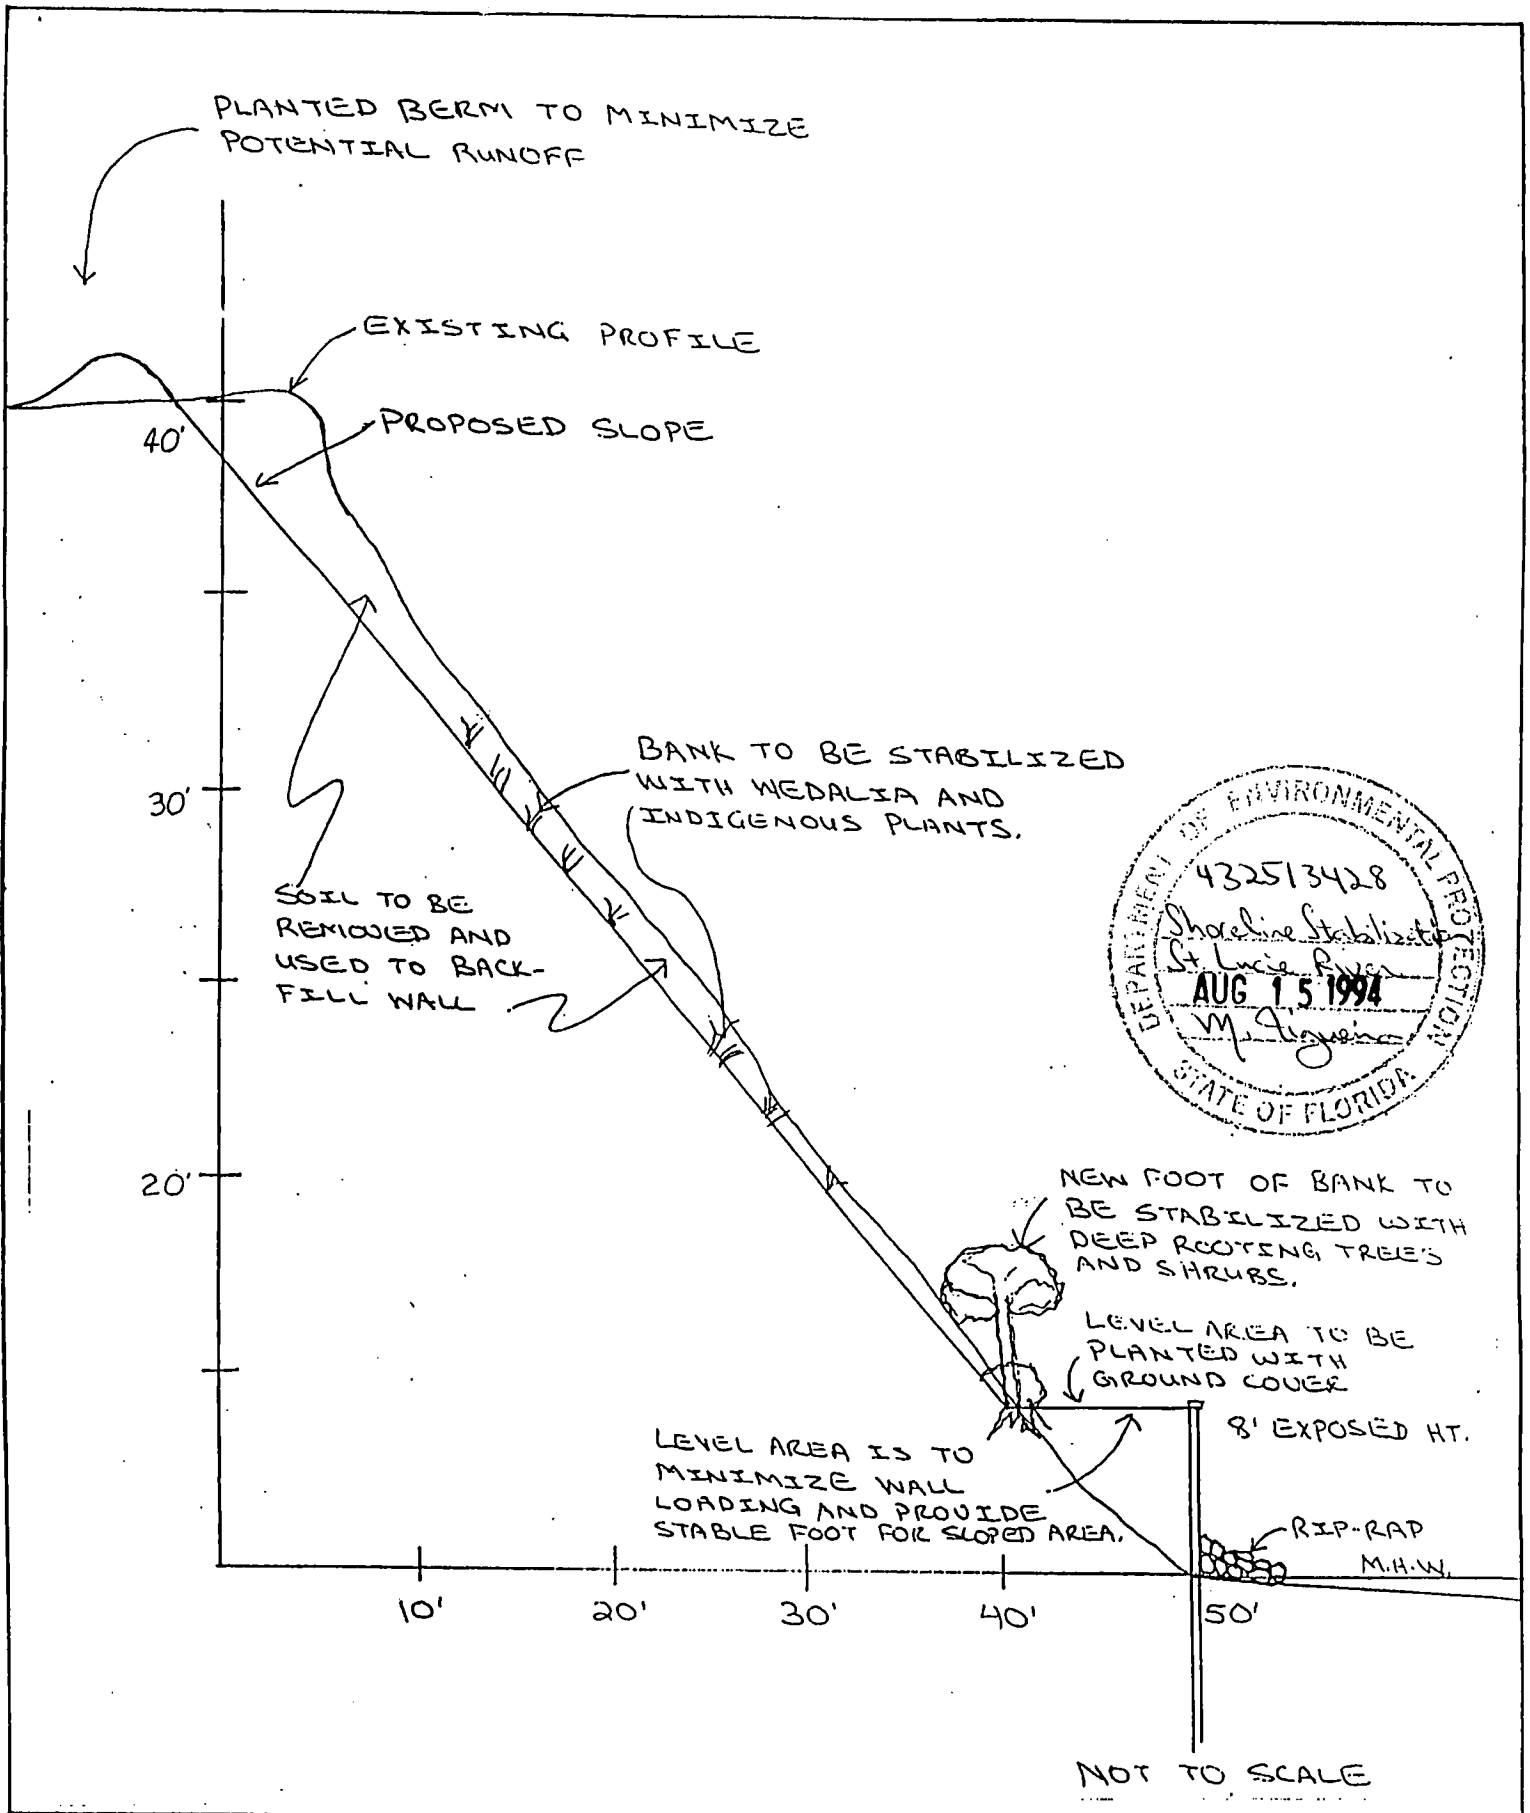 PLANTED BERM TO MINIMIZE
POTENTIAL RUNOFF
EXISTING PROFILE
PROPOSED SLOPE
40'
BANK TO BE STABILIZED
WITH WEDALIA AND
INDIGENOUS PLANTS.
30'
DEPARTMENT OF ENVIRONMENTAL PROTECTION
432513428
Shoreline
St Lucie River
AUG 15 1994
M.
STATE OF FLORIDA
SOIL TO BE
REMOVED AND
USED TO BACK-
FILL WALL
20'
NEW FOOT OF BANK TO
BE STABILIZED WITH
DEEP ROOTING TREES
AND SHRUBS.
LEVEL AREA TO BE
PLANTED WITH
GROUND COVER
8' EXPOSED HT.
LEVEL AREA IS TO
MINIMIZE WALL
LOADING AND PROVIDE
STABLE FOOT FOR SLOPED AREA.
RIP-RAP
M.H.W.
10' 20' 30' 40' 50'
NOT TO SCALE